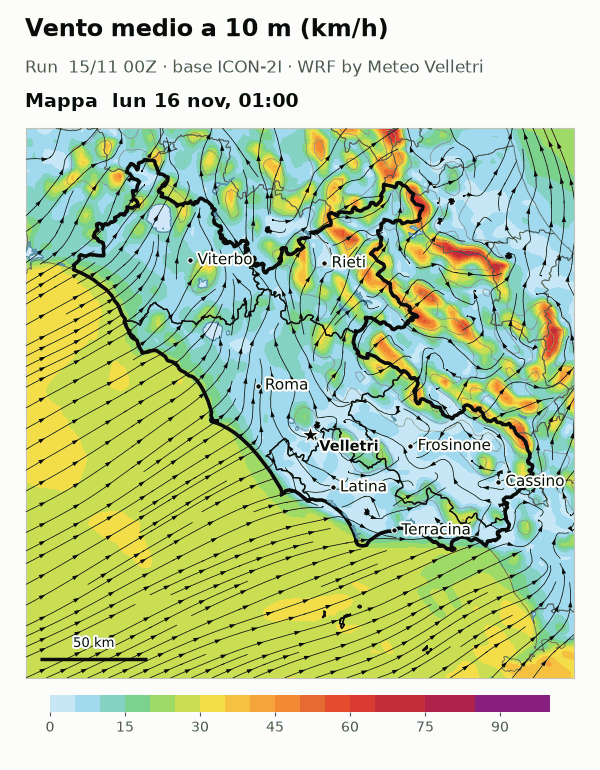 Vento medio a 10 m (km/h)
Run  15/11 00Z · base ICON-2I · WRF by Meteo Velletri
Mappa  lun 16 nov, 01:00
Viterbo
Rieti
Roma
Velletri
Frosinone
Cassino
Latina
Terracina
50 km
0 15 30 45 60 75 90